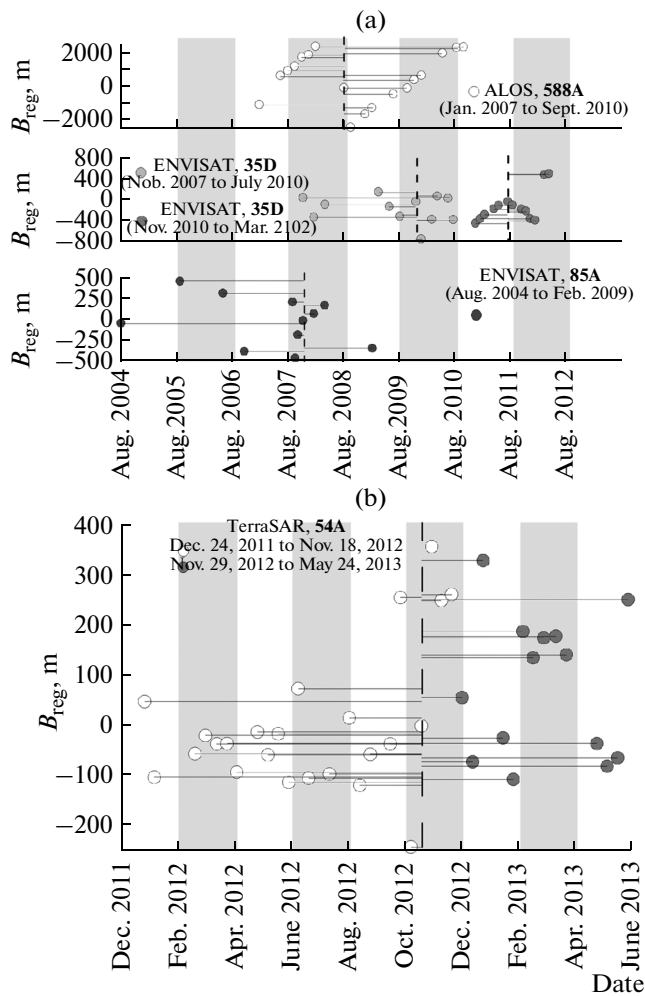 (a)
2000
0
−2000
B_reg, m
ALOS, 588A
(Jan. 2007 to Sept. 2010)
800
400
0
−400
−800
B_reg, m
ENVISAT, 35D
(Nob. 2007 to July 2010)
ENVISAT, 35D
(Nov. 2010 to Mar. 2102)
500
250
0
−250
−500
B_reg, m
ENVISAT, 85A
(Aug. 2004 to Feb. 2009)
Aug. 2004
Aug. 2005
Aug. 2006
Aug. 2007
Aug. 2008
Aug. 2009
Aug. 2010
Aug. 2011
Aug. 2012
(b)
400
300
200
100
0
−100
−200
B_reg, m
TerraSAR, 54A
Dec. 24, 2011 to Nov. 18, 2012
Nov. 29, 2012 to May 24, 2013
Dec. 2011
Feb. 2012
Apr. 2012
June 2012
Aug. 2012
Oct. 2012
Dec. 2012
Feb. 2013
Apr. 2013
June 2013
Date